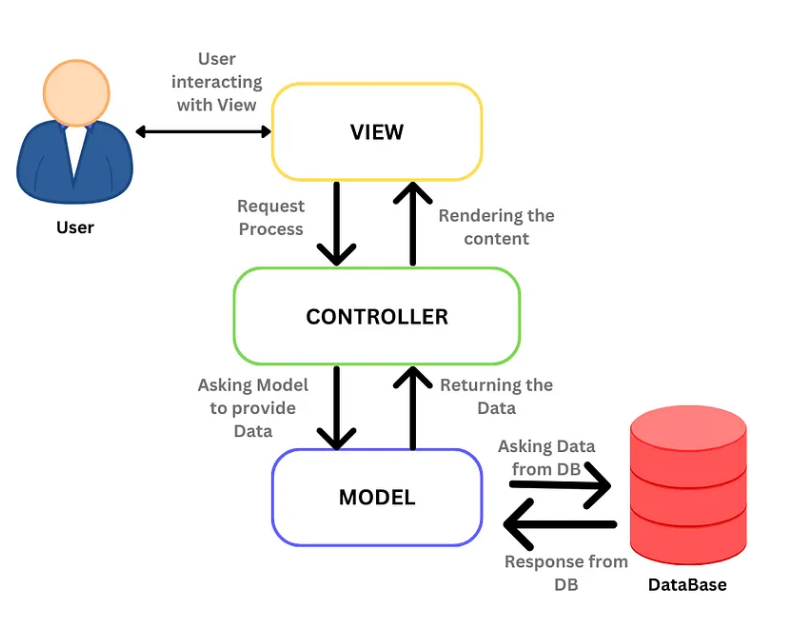 User
interacting
with View
VIEW
User
Request
Process
Rendering the
content
CONTROLLER
Asking Model
to provide
Data
Returning the
Data
MODEL
Asking Data
from DB
Response from
DB
DataBase